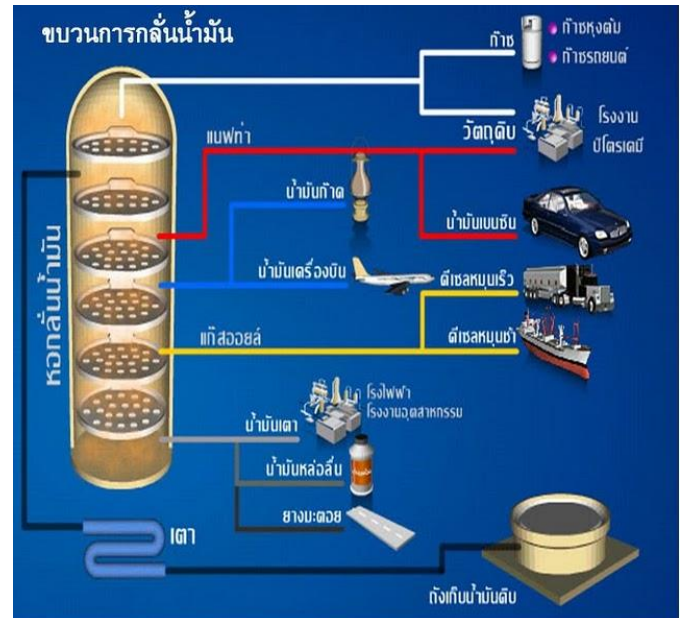 ขบวนการกลั่นน้ำมัน
ก๊าซ
ก๊าซหุงต้ม
ก๊าซรถยนต์
แนฟทา
วัตถุดิบ
โรงงาน
ปิโตรเคมี
น้ำมันก๊าด
น้ำมันเบนซิน
หอกลั่นน้ำมัน
น้ำมันเครื่องบิน
ดีเซลหมุนเร็ว
แก๊สออยล์
ดีเซลหมุนช้า
โรงไฟฟ้า
โรงงานอุตสาหกรรม
น้ำมันเตา
น้ำมันหล่อลื่น
ยางมะตอย
เตา
ถังเก็บน้ำมันดิบ